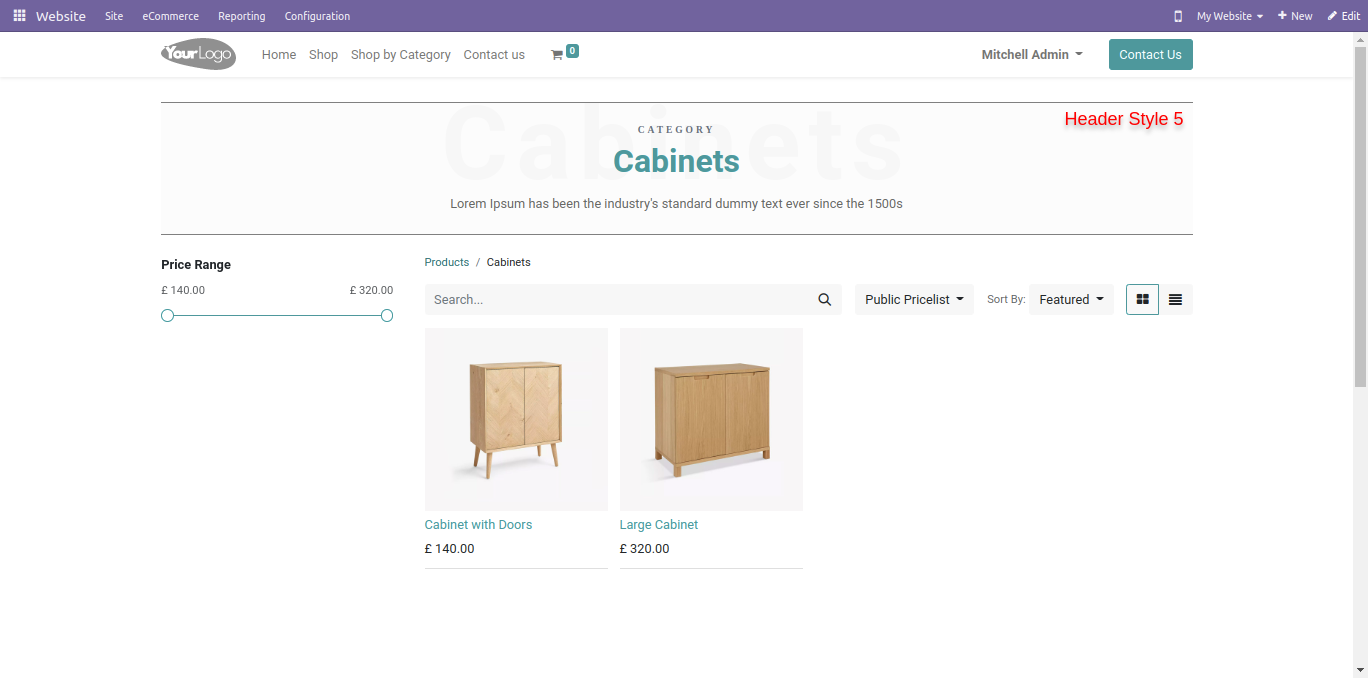 Website Site eCommerce Reporting Configuration My Website New Edit
YourLogo Home Shop Shop by Category Contact us 0 Mitchell Admin Contact Us
Cabinets
Header Style 5
CATEGORY
Cabinets
Lorem Ipsum has been the industry's standard dummy text ever since the 1500s
Price Range
£ 140.00 £ 320.00
Products / Cabinets
Search... Public Pricelist Sort By: Featured
Cabinet with Doors
£ 140.00
Large Cabinet
£ 320.00